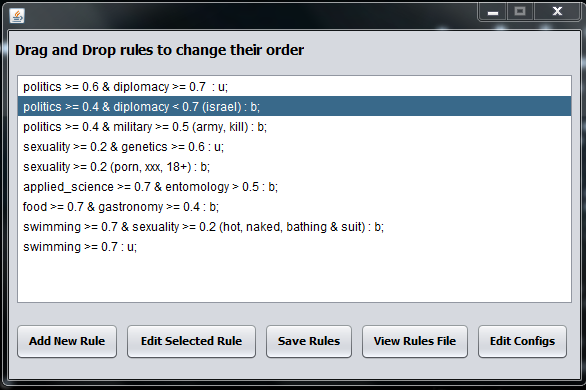 Drag and Drop rules to change their order
politics >= 0.6 & diplomacy >= 0.7  : u;
politics >= 0.4 & diplomacy < 0.7 (israel) : b;
politics >= 0.4 & military >= 0.5 (army, kill) : b;
sexuality >= 0.2 & genetics >= 0.6 : u;
sexuality >= 0.2 (porn, xxx, 18+) : b;
applied_science >= 0.7 & entomology > 0.5 : b;
food >= 0.7 & gastronomy >= 0.4 : b;
swimming >= 0.7 & sexuality >= 0.2 (hot, naked, bathing & suit) : b;
swimming >= 0.7 : u;
Add New Rule Edit Selected Rule Save Rules View Rules File Edit Configs